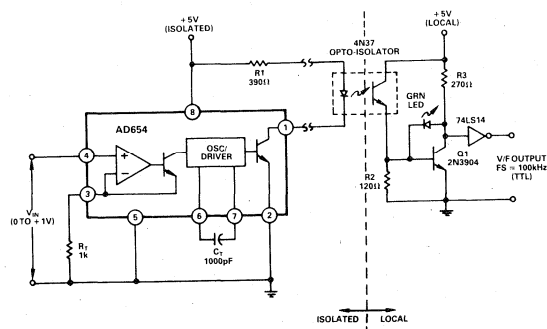 +5V
(ISOLATED)
+5V
(LOCAL)
4N37
OPTO-ISOLATOR
R1
390Ω
R3
270Ω
GRN
LED
74LS14
8
AD654
1
OSC/
DRIVER
4
+
−
3
Q1
2N3904
V/F OUTPUT
FS = 100kHz
(TTL)
R2
120Ω
VIN
(0 TO +1V)
5
6
7
2
RT
1k
CT
1000pF
ISOLATED
LOCAL